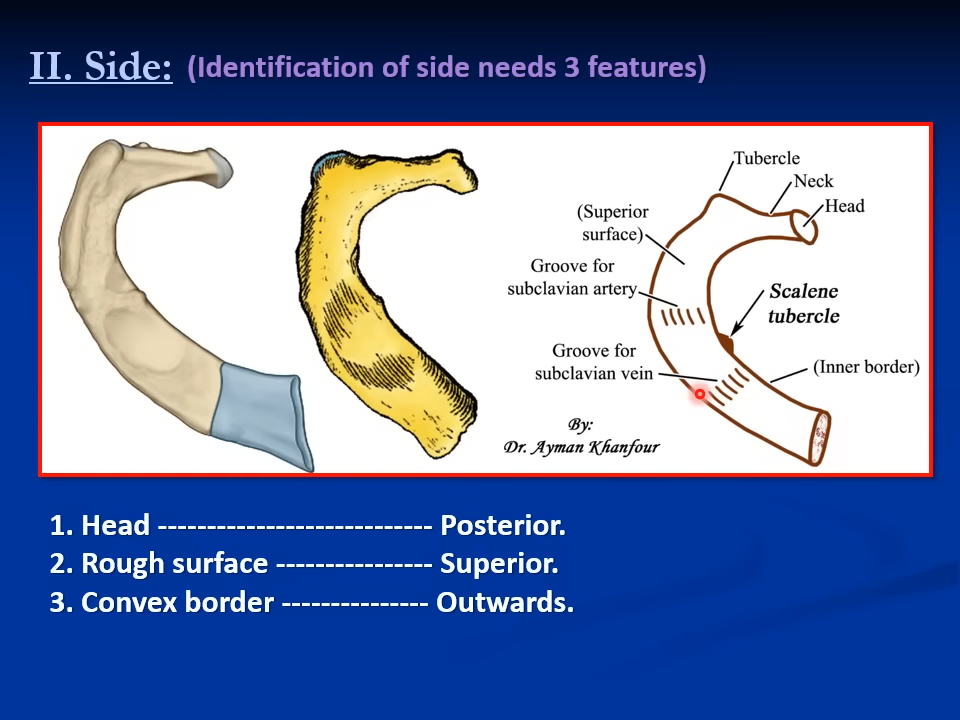 II. Side: (Identification of side needs 3 features)
Tubercle
Neck
Head
(Superior
surface)
Groove for
subclavian artery
Scalene
tubercle
Groove for
subclavian vein
(Inner border)
By:
Dr. Ayman Khanfour
1. Head ---------------------------- Posterior.
2. Rough surface ---------------- Superior.
3. Convex border --------------- Outwards.